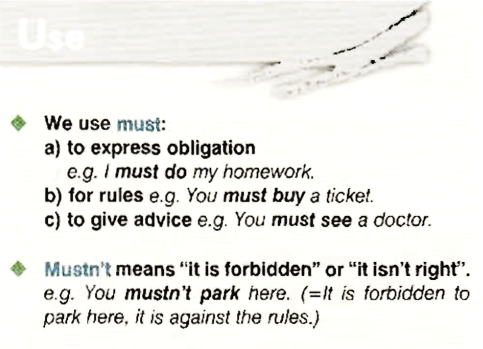 Use
We use must:
a) to express obligation
e.g. I must do my homework.
b) for rules e.g. You must buy a ticket.
c) to give advice e.g. You must see a doctor.
Mustn't means "it is forbidden" or "it isn't right".
e.g. You mustn't park here. (=It is forbidden to
park here, it is against the rules.)